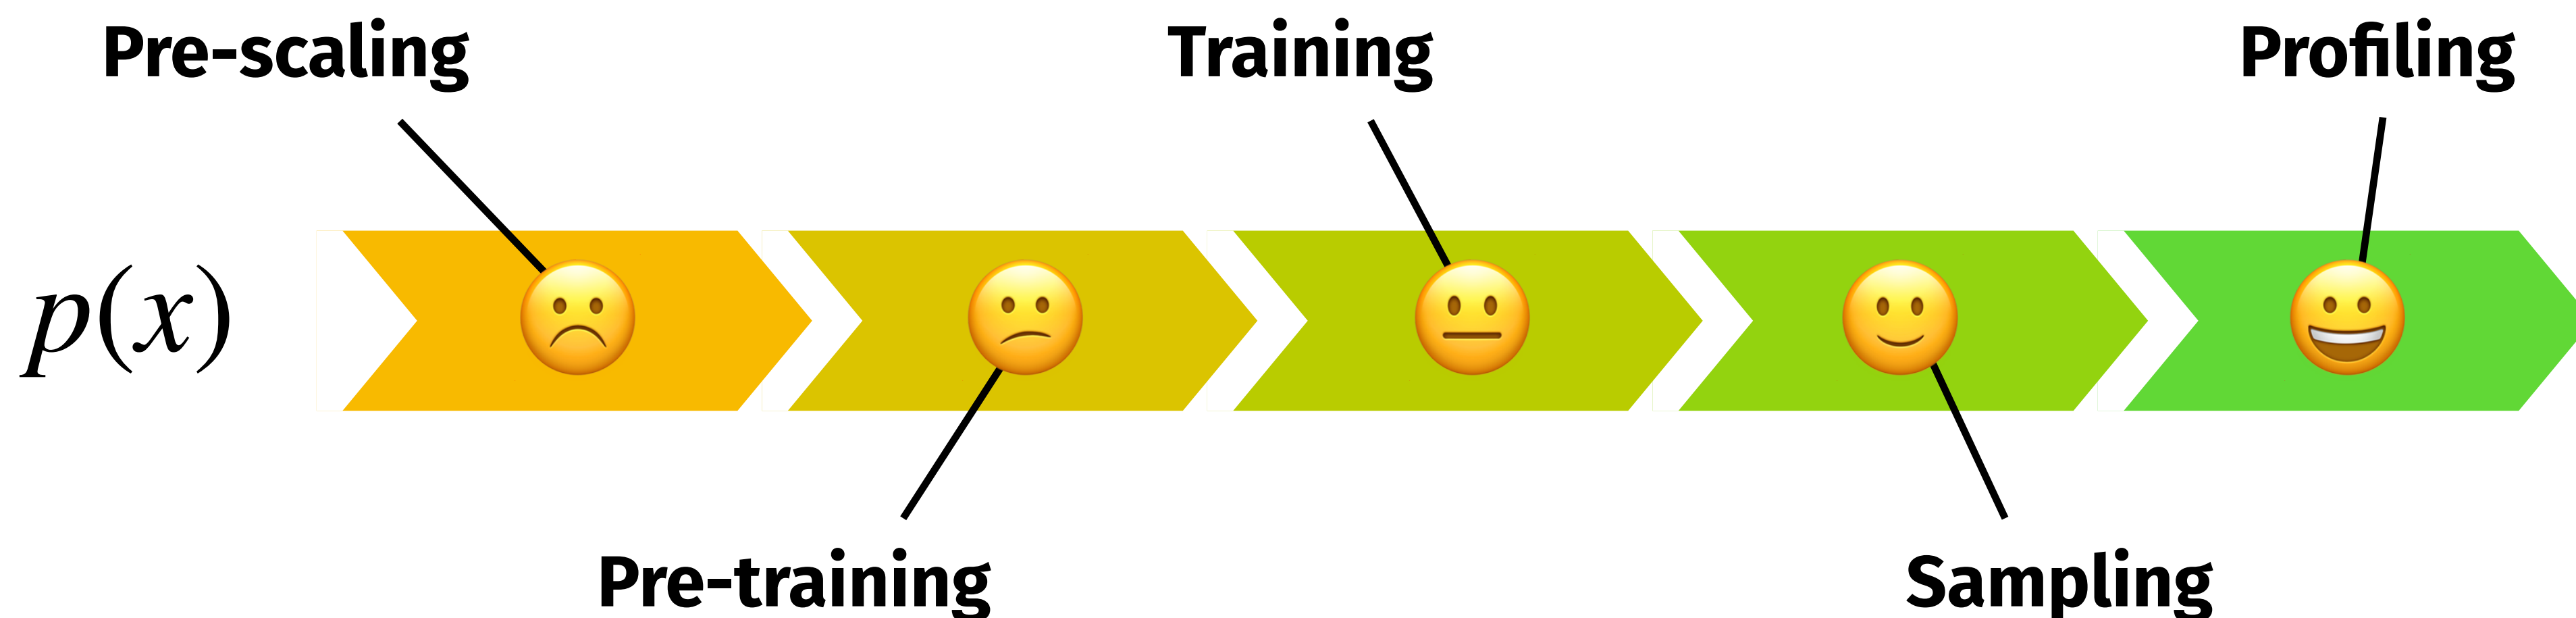 Pre-scaling
Training
Profiling
p(x)
Pre-training
Sampling